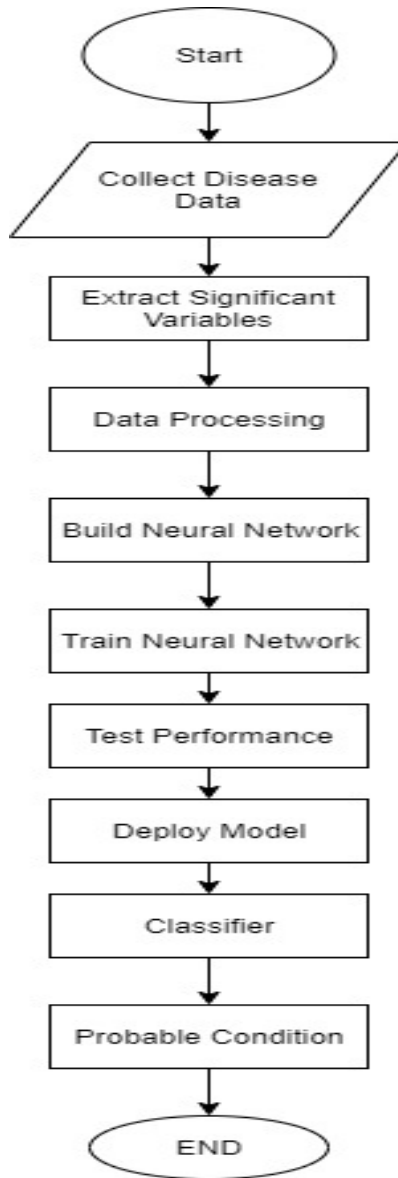 Start
Collect Disease
Data
Extract Significant
Variables
Data Processing
Build Neural Network
Train Neural Network
Test Performance
Deploy Model
Classifier
Probable Condition
END